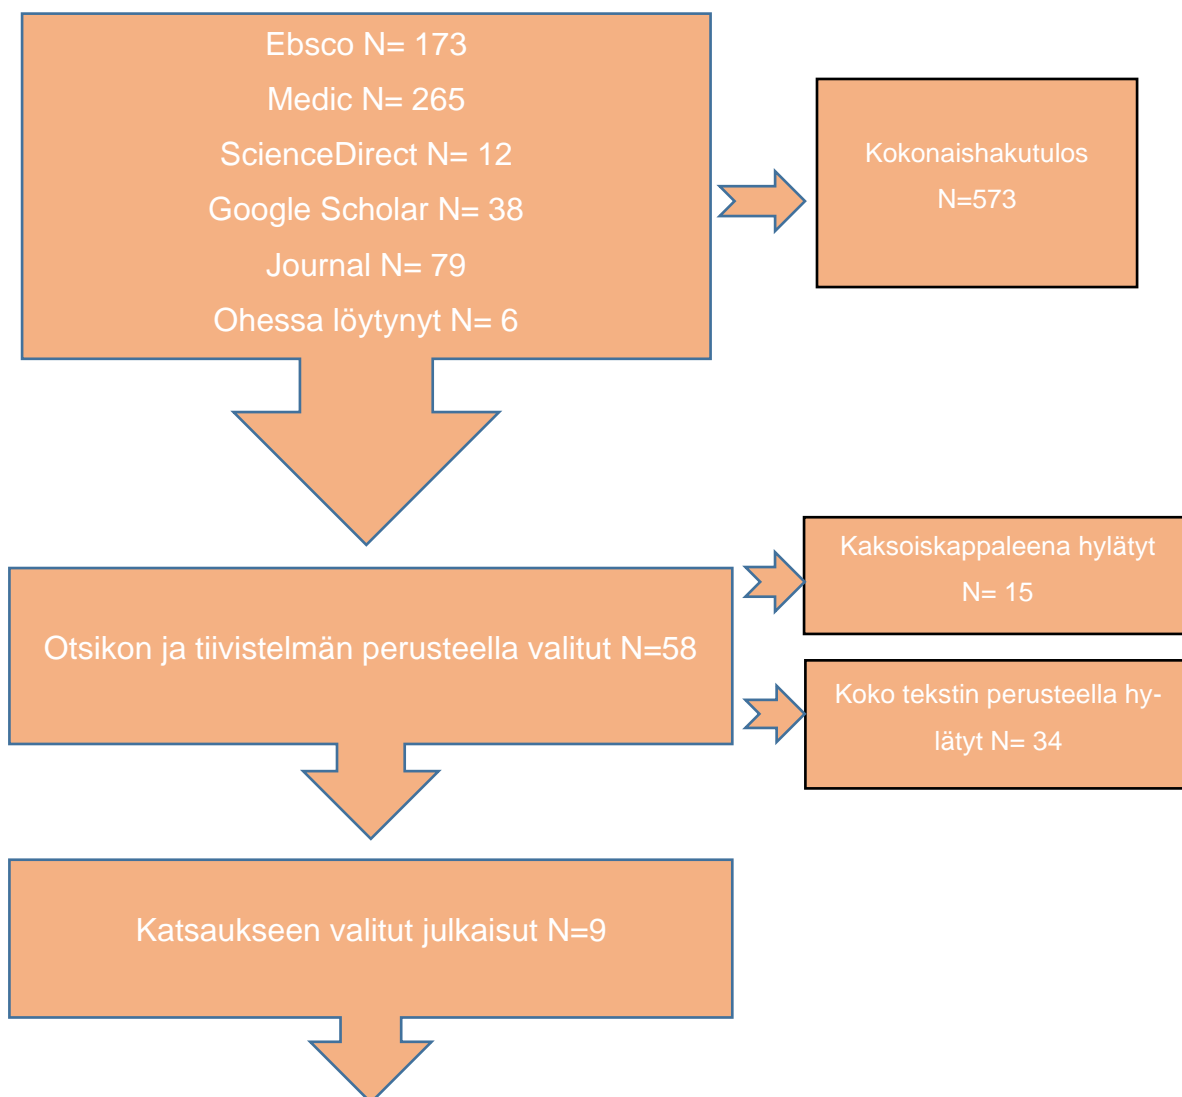 Ebsco N= 173
Medic N= 265
ScienceDirect N= 12
Google Scholar N= 38
Journal N= 79
Ohessa löytynyt N= 6
Kokonaishakutulos
N=573
Otsikon ja tiivistelmän perusteella valitut N=58
Kaksoiskappaleena hylätyt
N= 15
Koko tekstin perusteella hy-
lätyt N= 34
Katsaukseen valitut julkaisut N=9